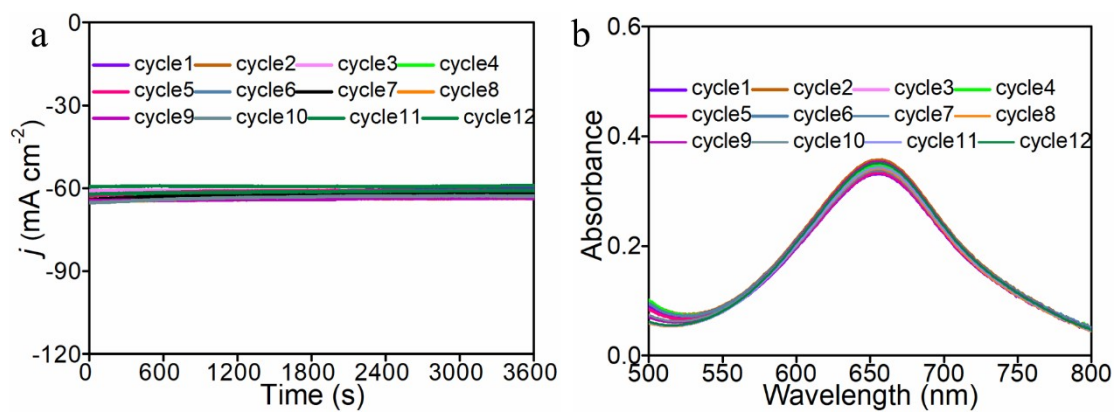 a
0
-30
-60
-90
-120
j (mA cm⁻²)
cycle1 cycle2 cycle3 cycle4
cycle5 cycle6 cycle7 cycle8
cycle9 cycle10 cycle11 cycle12
0 600 1200 1800 2400 3000 3600
Time (s)
b
0.6
0.4
0.2
0.0
Absorbance
cycle1 cycle2 cycle3 cycle4
cycle5 cycle6 cycle7 cycle8
cycle9 cycle10 cycle11 cycle12
500 550 600 650 700 750 800
Wavelength (nm)